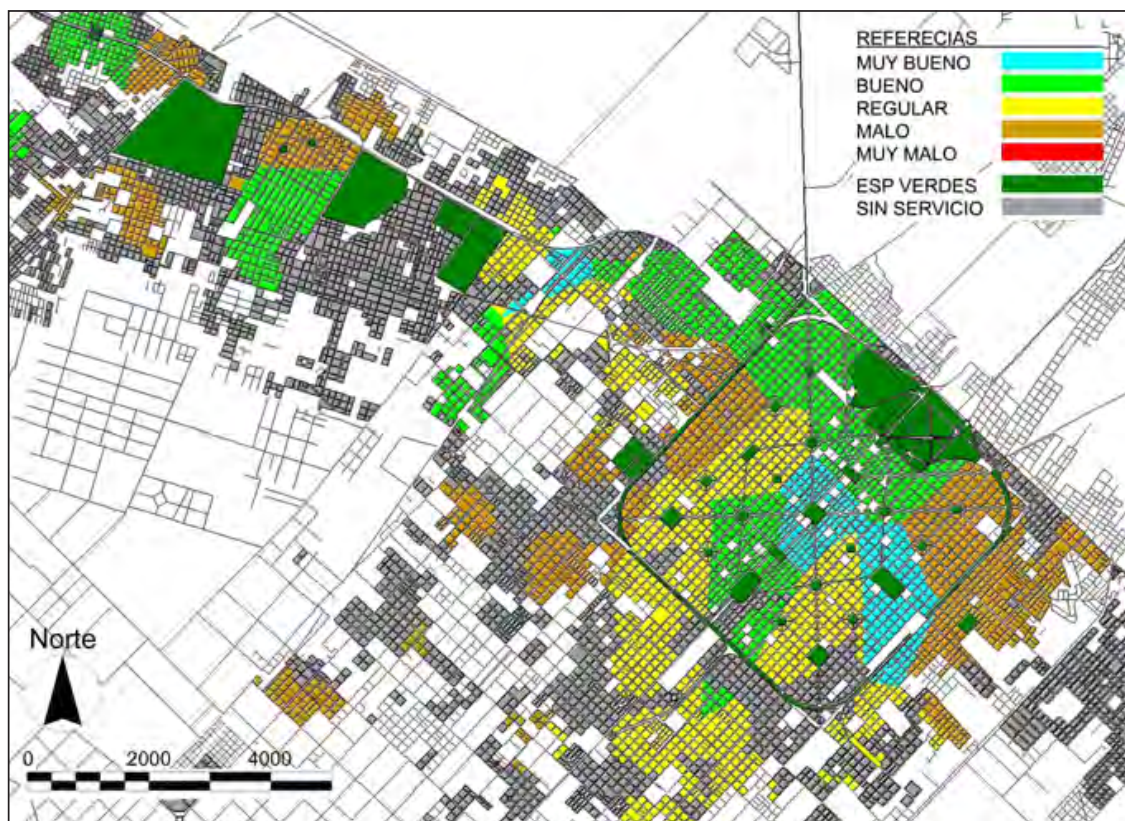 REFERECIAS
MUY BUENO
BUENO
REGULAR
MALO
MUY MALO
ESP VERDES
SIN SERVICIO
Norte
0 2000 4000